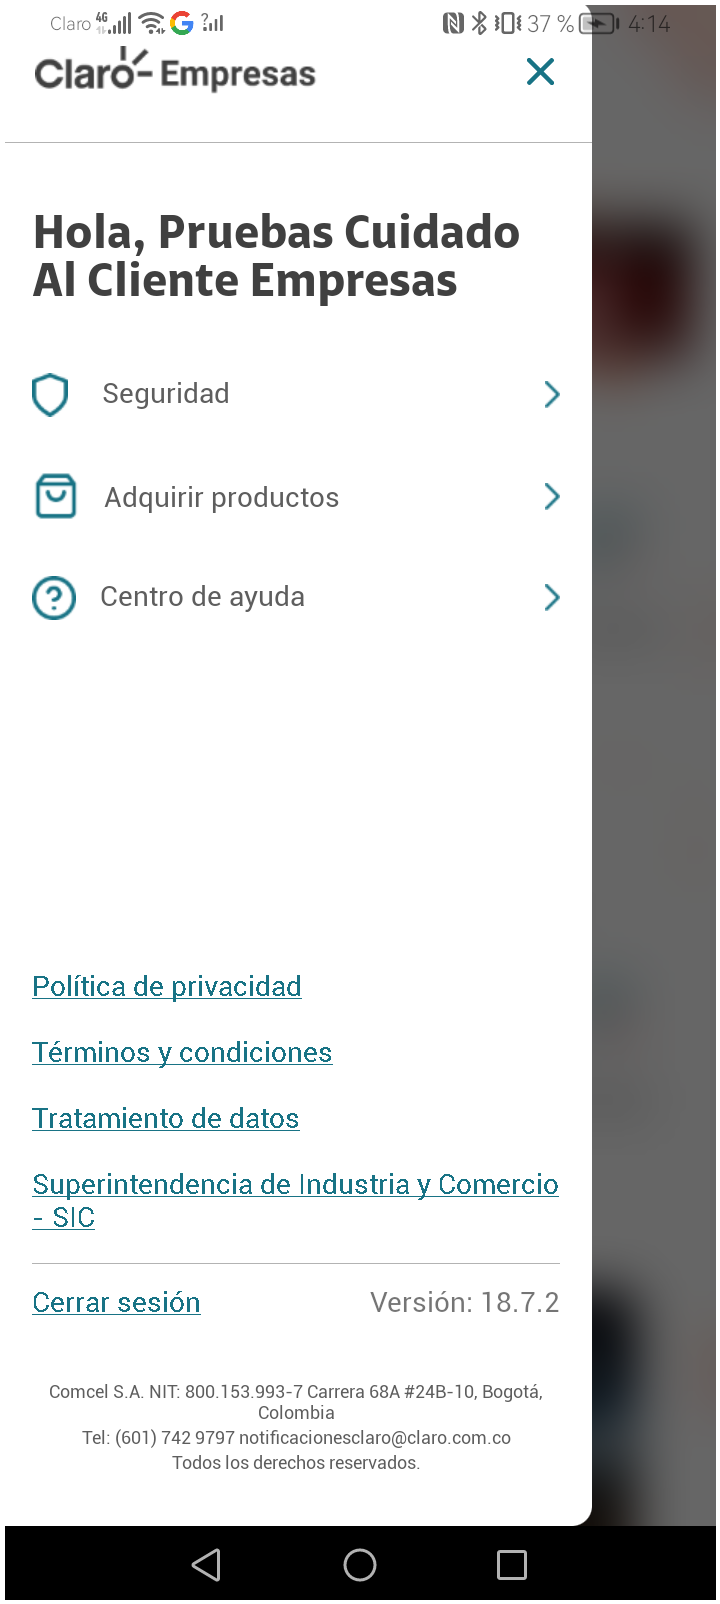 Claro 4G 37 % 4:14
Claro Empresas
Hola, Pruebas Cuidado
Al Cliente Empresas
Seguridad
Adquirir productos
Centro de ayuda
Política de privacidad
Términos y condiciones
Tratamiento de datos
Superintendencia de Industria y Comercio
- SIC
Cerrar sesión Versión: 18.7.2
Comcel S.A. NIT: 800.153.993-7 Carrera 68A #24B-10, Bogotá,
Colombia
Tel: (601) 742 9797 notificacionesclaro@claro.com.co
Todos los derechos reservados.